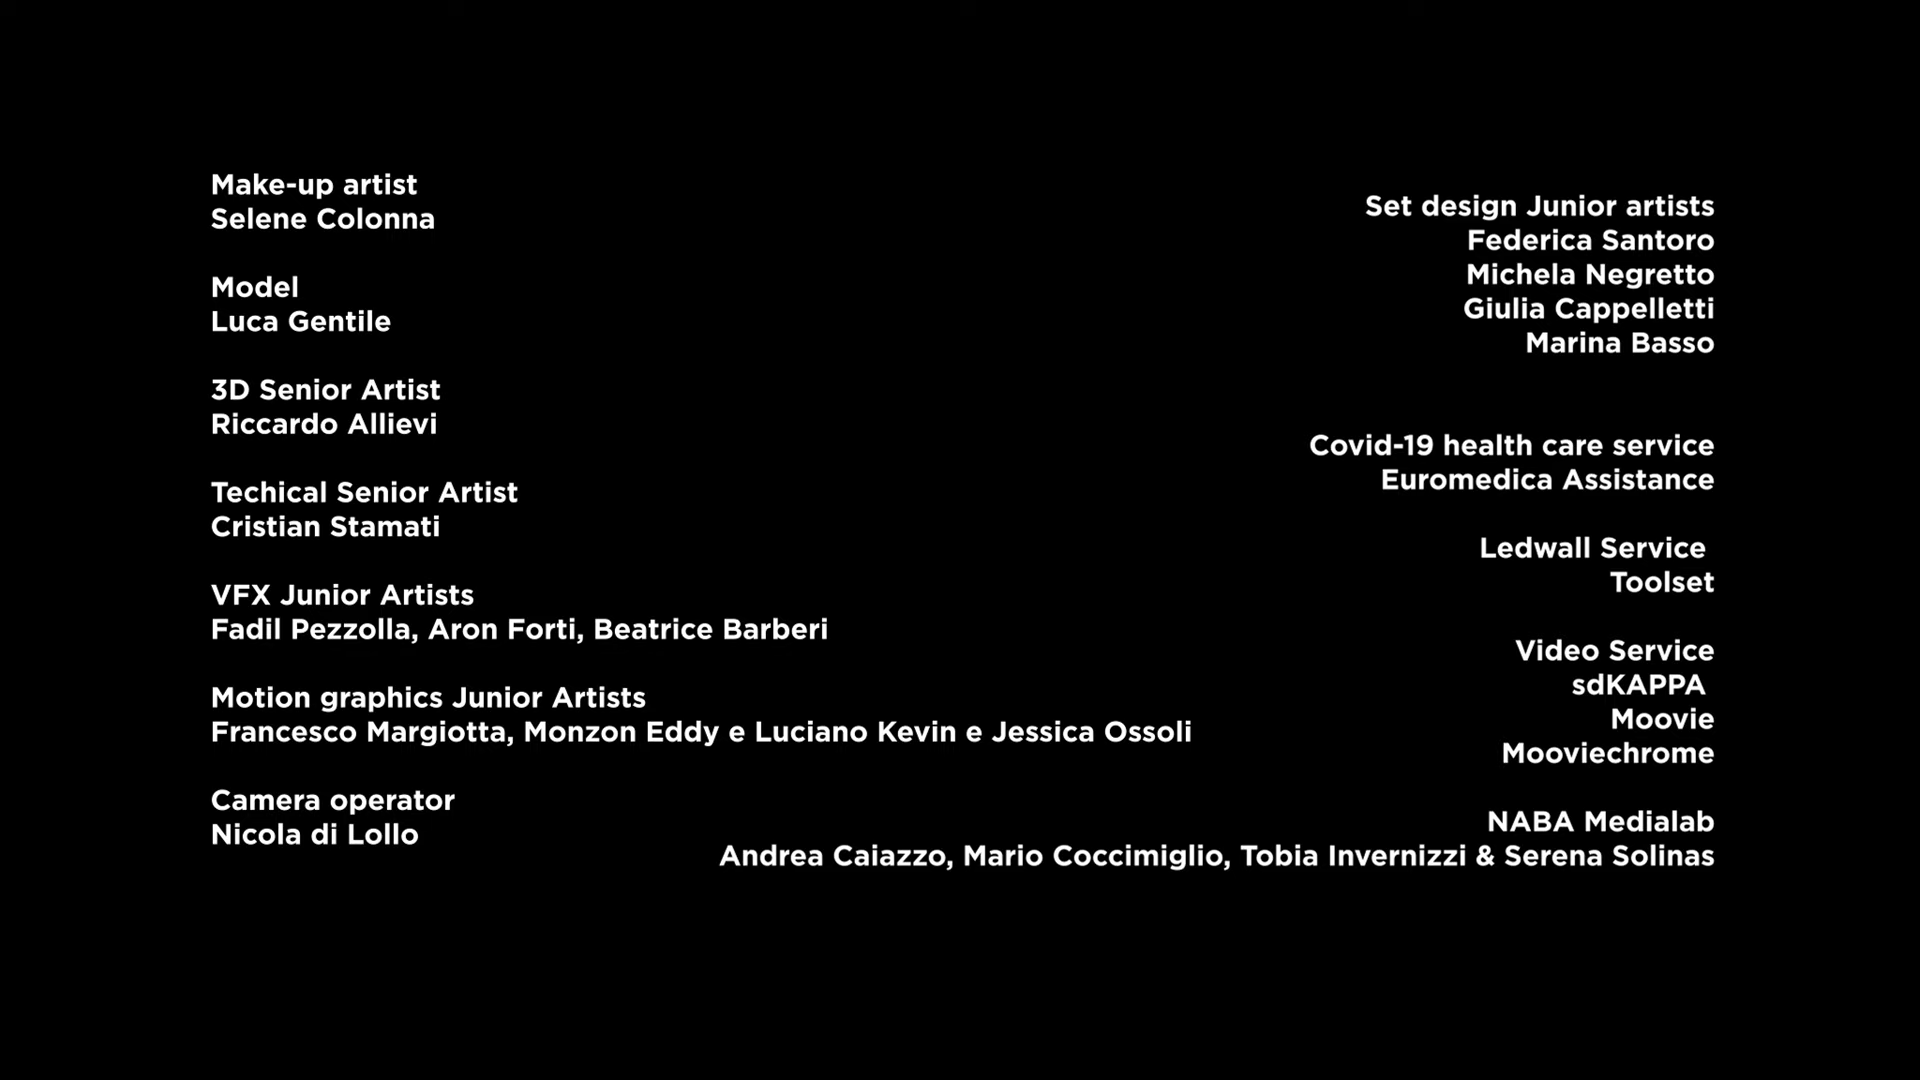 Make-up artist
Selene Colonna
Model
Luca Gentile
3D Senior Artist
Riccardo Allievi
Techical Senior Artist
Cristian Stamati
VFX Junior Artists
Fadil Pezzolla, Aron Forti, Beatrice Barberi
Motion graphics Junior Artists
Francesco Margiotta, Monzon Eddy e Luciano Kevin e Jessica Ossoli
Camera operator
Nicola di Lollo
Set design Junior artists
Federica Santoro
Michela Negretto
Giulia Cappelletti
Marina Basso
Covid-19 health care service
Euromedica Assistance
Ledwall Service
Toolset
Video Service
sdKAPPA
Moovie
Mooviechrome
NABA Medialab
Andrea Caiazzo, Mario Coccimiglio, Tobia Invernizzi & Serena Solinas